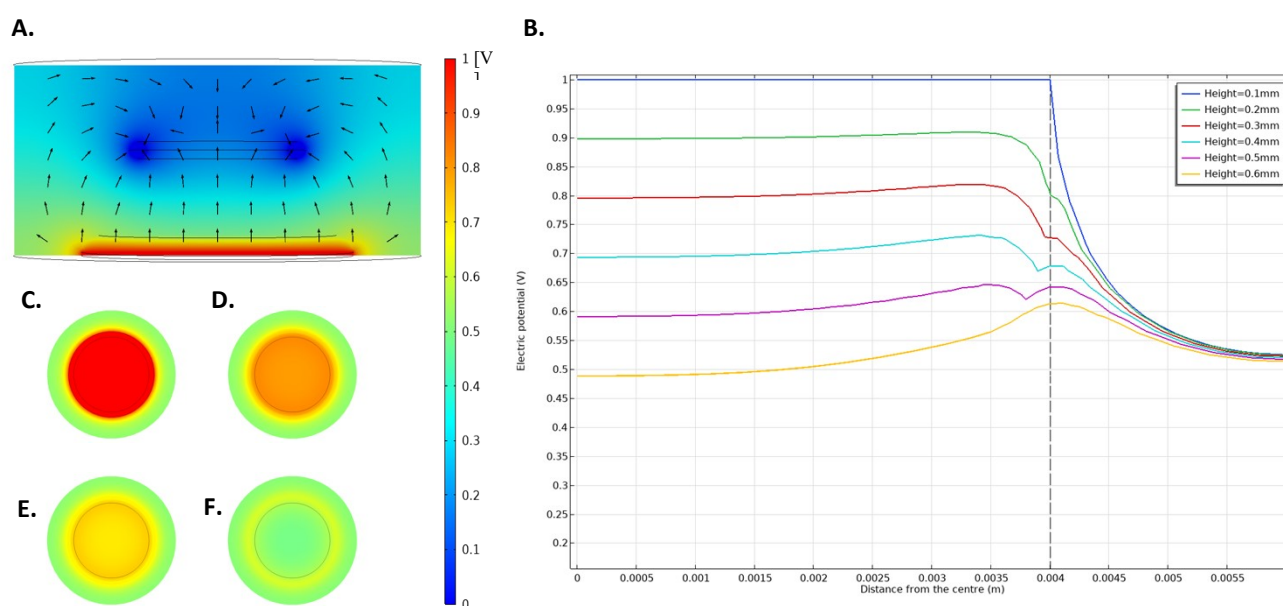 A.
B.
1 [V
]
0.9
0.8
0.7
0.6
0.5
0.4
0.3
0.2
0.1
0
C.
D.
E.
F.
1
0.95
0.9
0.85
0.8
0.75
0.7
0.65
0.6
0.55
0.5
0.45
0.4
0.35
0.3
0.25
0.2
Electric potential (V)
Height=0.1mm
Height=0.2mm
Height=0.3mm
Height=0.4mm
Height=0.5mm
Height=0.6mm
0 0.0005 0.001 0.0015 0.002 0.0025 0.003 0.0035 0.004 0.0045 0.005 0.0055
Distance from the centre (m)